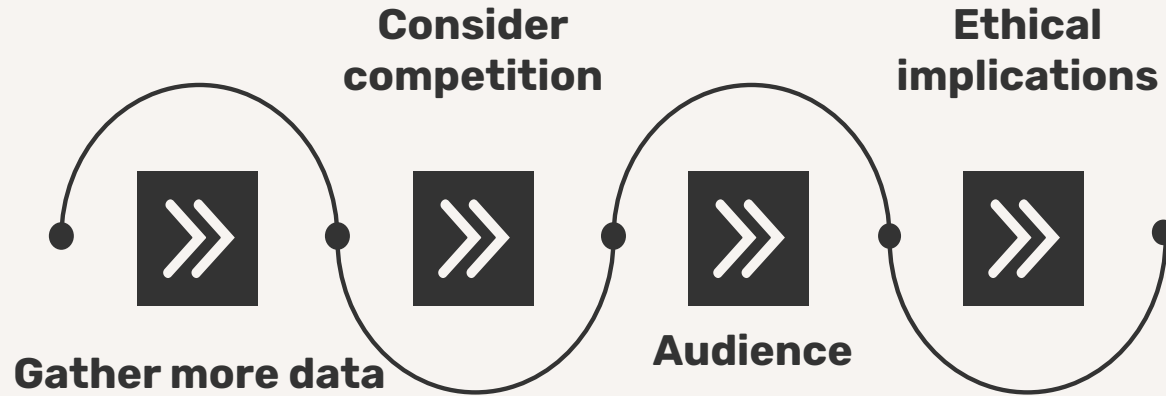 Consider
competition
Ethical
implications
Gather more data
Audience